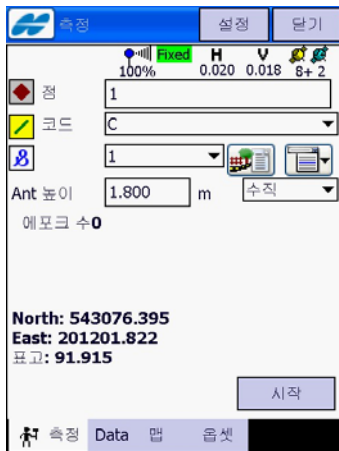 측정 설정 닫기
Fixed H V
100% 0.020 0.018 8+ 2
점 1
코드 C
1
Ant 높이 1.800 m 수직
에포크 수0
North: 543076.395
East: 201201.822
표고: 91.915
시작
측정 Data 맵 옵셋